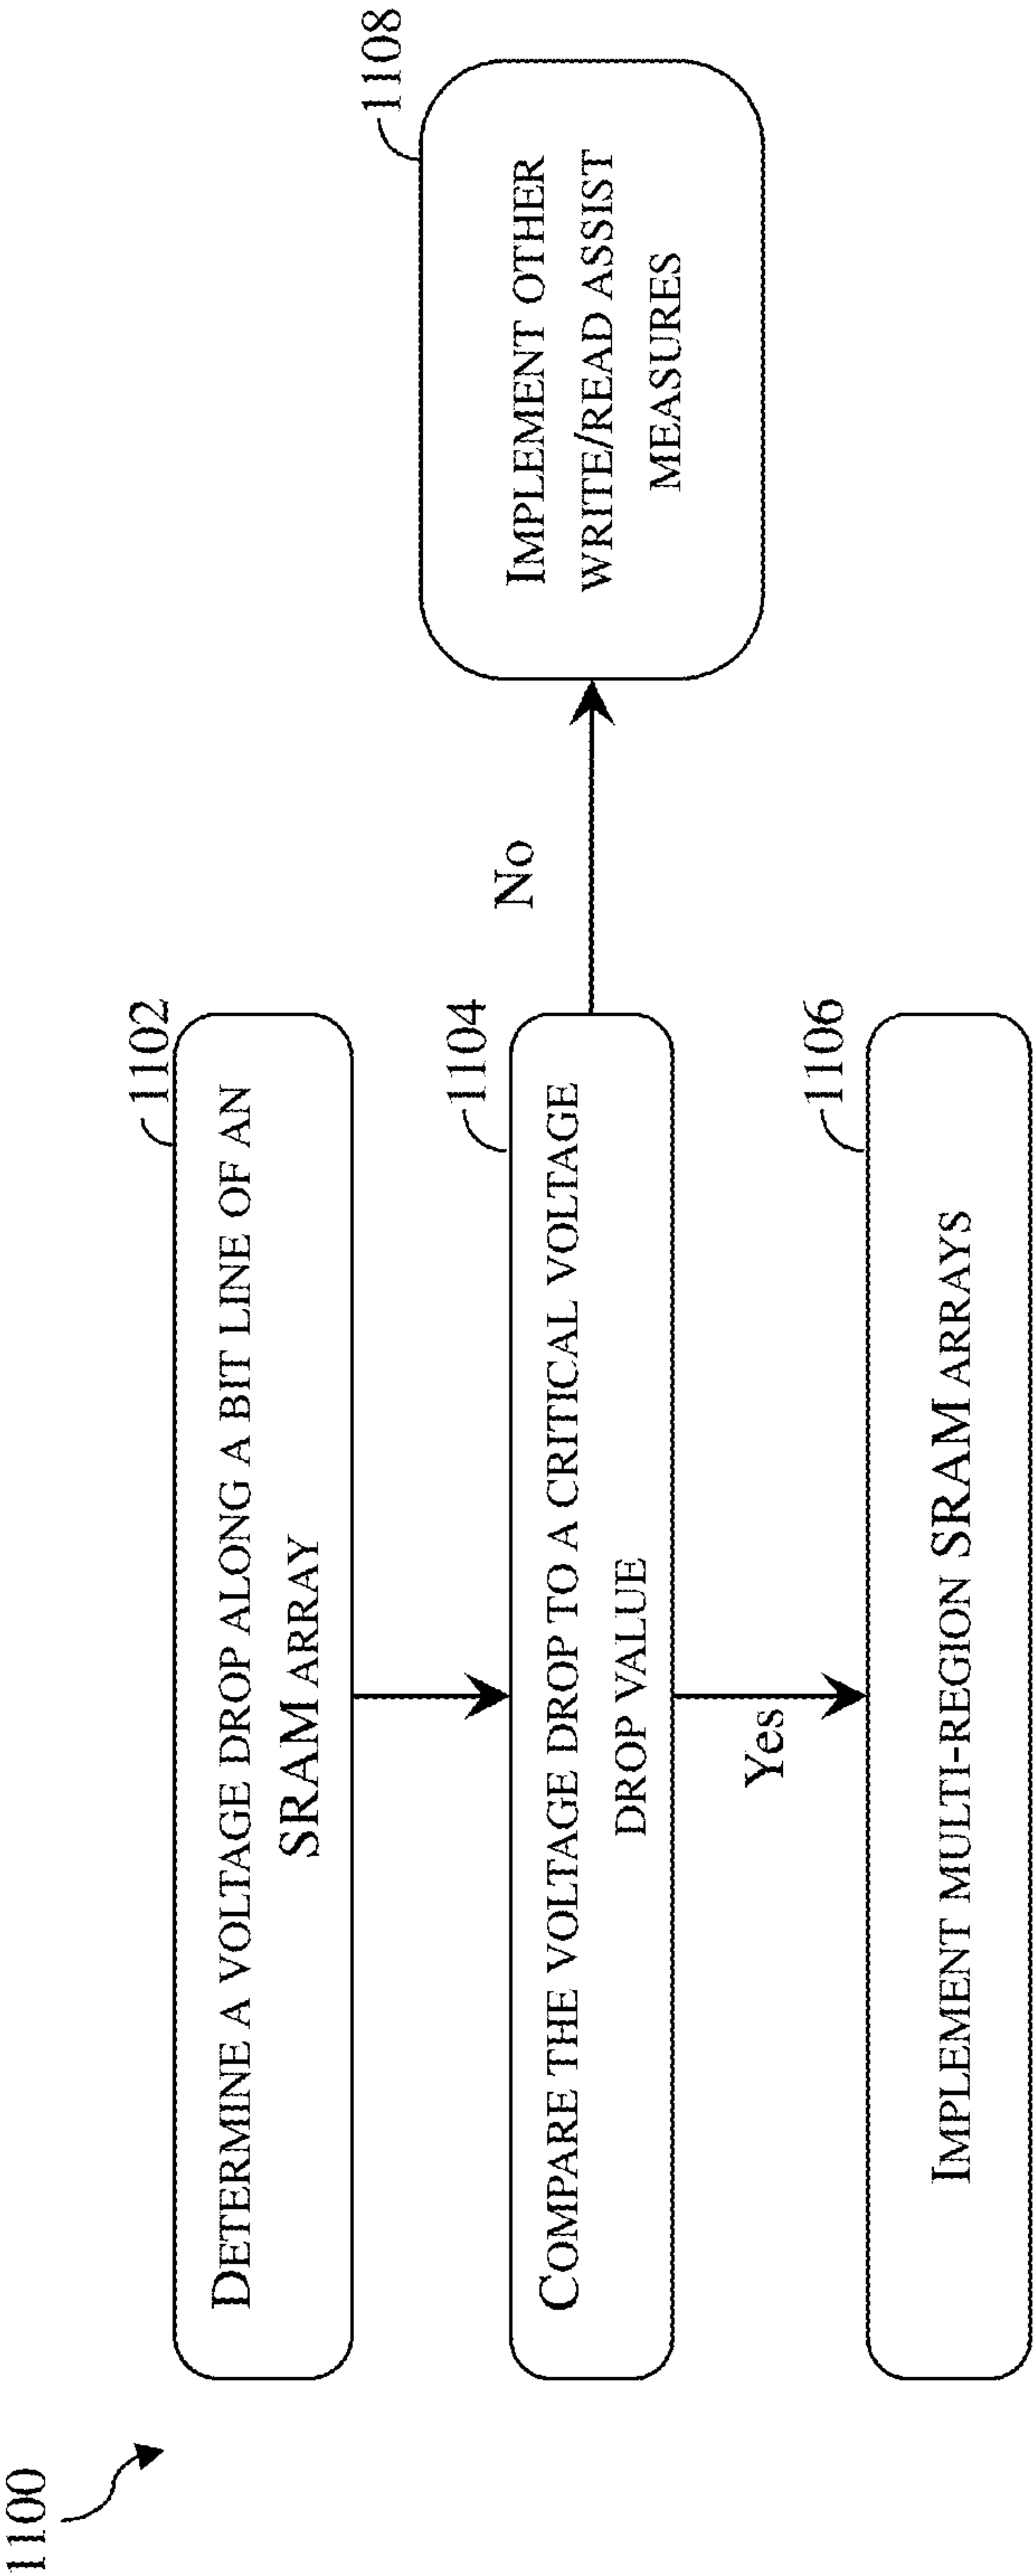 1100
1102
DETERMINE A VOLTAGE DROP ALONG A BIT LINE OF AN
SRAM ARRAY
1104
COMPARE THE VOLTAGE DROP TO A CRITICAL VOLTAGE
DROP VALUE
No
1108
IMPLEMENT OTHER
WRITE/READ ASSIST
MEASURES
Yes
1106
IMPLEMENT MULTI-REGION SRAM ARRAYS